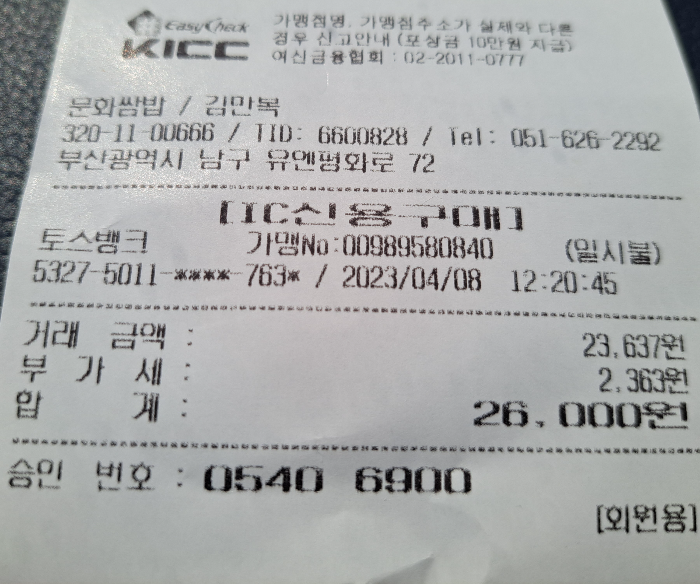 EasyCheck
KICC
가맹점명, 가맹점주소가 실제와 다른
경우 신고안내 (포상금 10만원 지급)
여신금융협회 : 02-2011-0777
문화쌈밥 / 김만복
320-11-00666 / TID: 6600828 / Tel: 051-626-2292
부산광역시 남구 유엔평화로 72
[IC신용구매]
토스뱅크 가맹No:00989580840 (일시불)
5327-5011-****-763* / 2023/04/08 12:20:45
거래 금액 : 23,637원
부 가 세 : 2,363원
합 계 : 26,000원
승인 번호 : 0540 6900
[회원용]